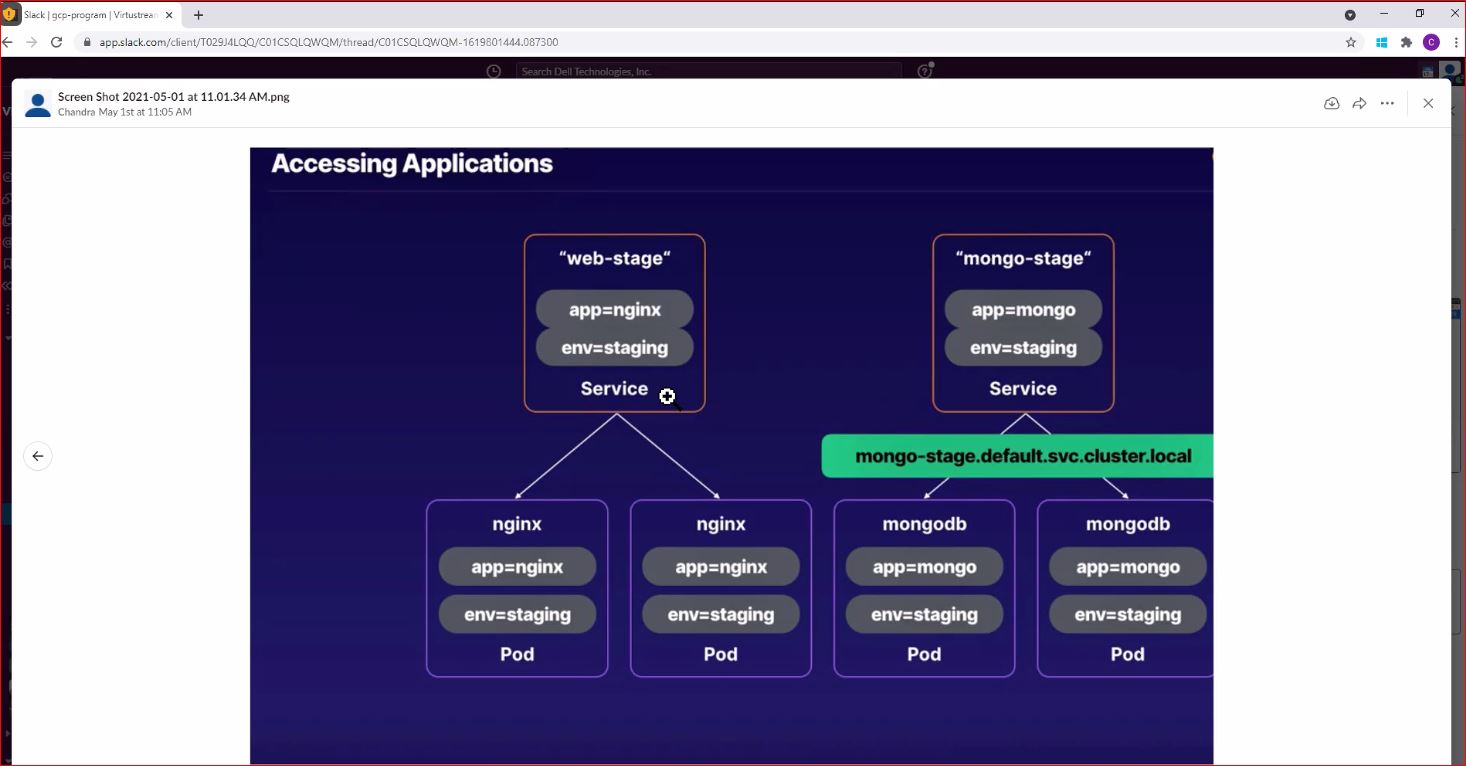 Slack | gcp-program | Virtustream
app.slack.com/client/T029J4LQQ/C01CSQLQWQM/thread/C01CSQLQWQM-1619801444.087300
C
Search Dell Technologies, Inc.
Screen Shot 2021-05-01 at 11.01.34 AM.png
Chandra May 1st at 11:05 AM
Accessing Applications
“web-stage“
app=nginx
env=staging
Service
“mongo-stage“
app=mongo
env=staging
Service
mongo-stage.default.svc.cluster.local
nginx
app=nginx
env=staging
Pod
nginx
app=nginx
env=staging
Pod
mongodb
app=mongo
env=staging
Pod
mongodb
app=mongo
env=staging
Pod